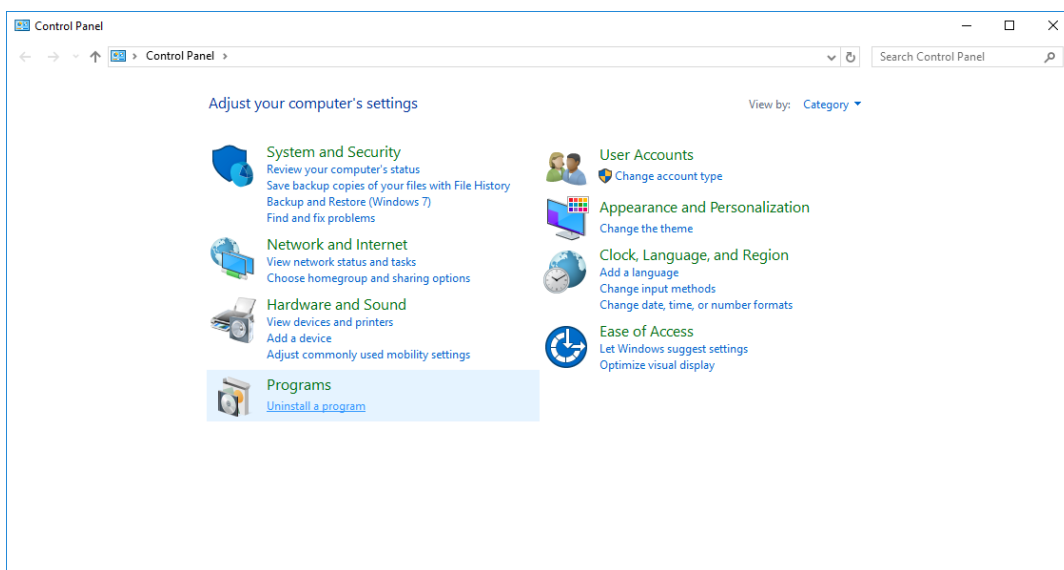 Control Panel
Control Panel
Search Control Panel
Adjust your computer's settings
View by: Category
System and Security
Review your computer's status
Save backup copies of your files with File History
Backup and Restore (Windows 7)
Find and fix problems
Network and Internet
View network status and tasks
Choose homegroup and sharing options
Hardware and Sound
View devices and printers
Add a device
Adjust commonly used mobility settings
Programs
Uninstall a program
User Accounts
Change account type
Appearance and Personalization
Change the theme
Clock, Language, and Region
Add a language
Change input methods
Change date, time, or number formats
Ease of Access
Let Windows suggest settings
Optimize visual display